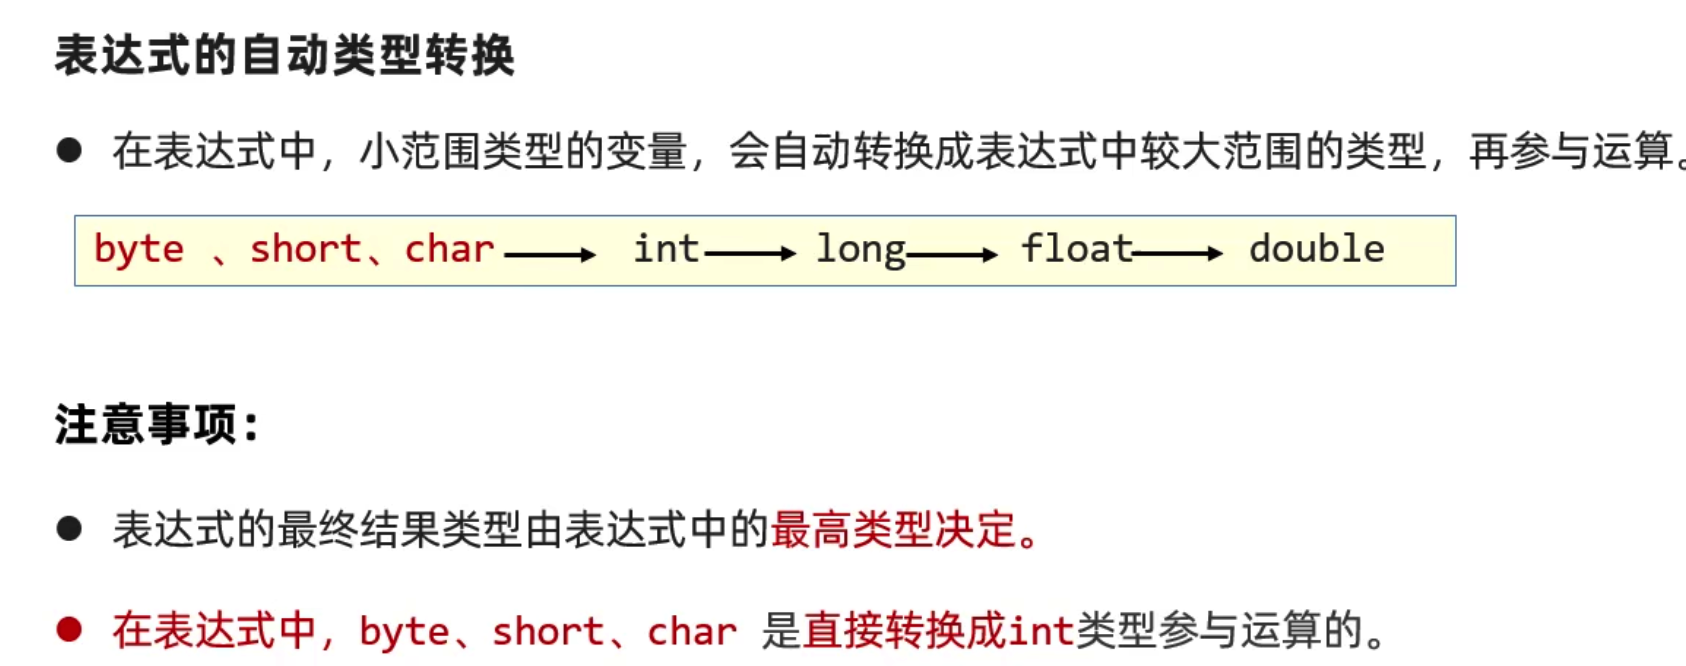 表达式的自动类型转换
● 在表达式中，小范围类型的变量，会自动转换成表达式中较大范围的类型，再参与运算。
byte 、short、char → int → long → float → double
注意事项：
● 表达式的最终结果类型由表达式中的最高类型决定。
● 在表达式中，byte、short、char 是直接转换成int类型参与运算的。